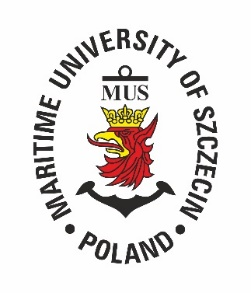 MARITIME UNIVERSITY OF SZCZECIN
MUS
• POLAND •